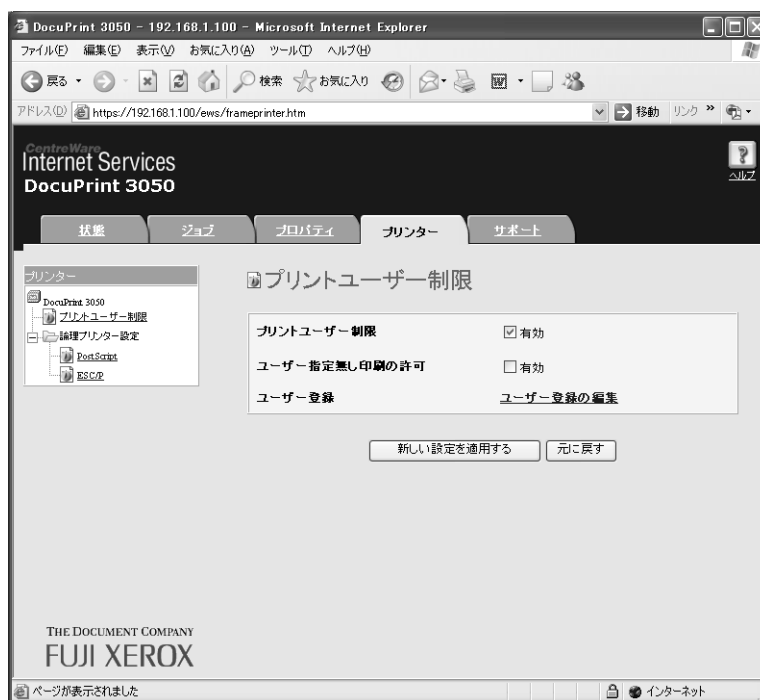 DocuPrint 3050 - 192.168.1.100 - Microsoft Internet Explorer
ファイル(F) 編集(E) 表示(V) お気に入り(A) ツール(T) ヘルプ(H)
戻る 検索 お気に入り
アドレス(D) https://192.168.1.100/ews/frameprinter.htm 移動 リンク »
CentreWare
Internet Services
DocuPrint 3050
ヘルプ
状態 ジョブ プロパティ プリンター サポート
プリンター
DocuPrint 3050
プリントユーザー制限
論理プリンター設定
PostScript
ESC/P
プリントユーザー制限
プリントユーザー制限 有効
ユーザー指定無し印刷の許可 有効
ユーザー登録 ユーザー登録の編集
新しい設定を適用する 元に戻す
THE DOCUMENT COMPANY
FUJI XEROX
ページが表示されました インターネット